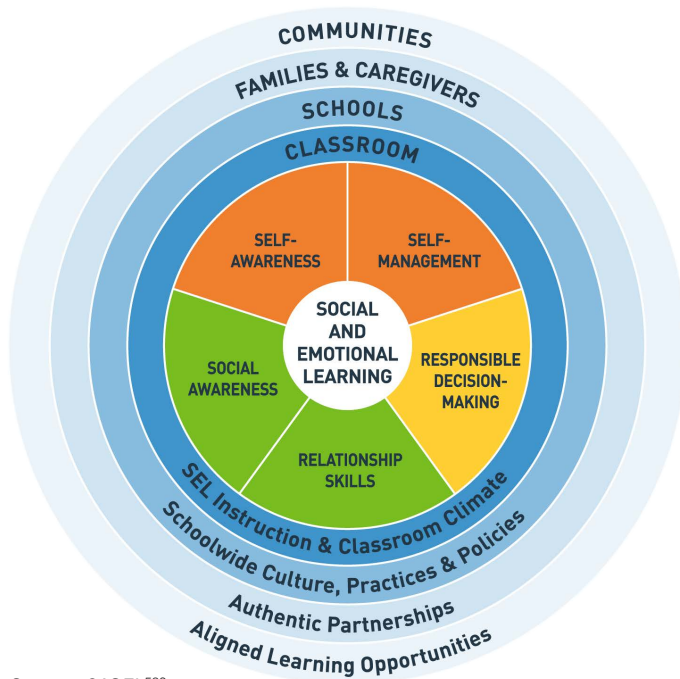 COMMUNITIES
FAMILIES & CAREGIVERS
SCHOOLS
CLASSROOM
SELF-
AWARENESS
SELF-
MANAGEMENT
SOCIAL
AND
EMOTIONAL
LEARNING
SOCIAL
AWARENESS
RESPONSIBLE
DECISION-
MAKING
RELATIONSHIP
SKILLS
SEL Instruction & Classroom Climate
Schoolwide Culture, Practices & Policies
Authentic Partnerships
Aligned Learning Opportunities